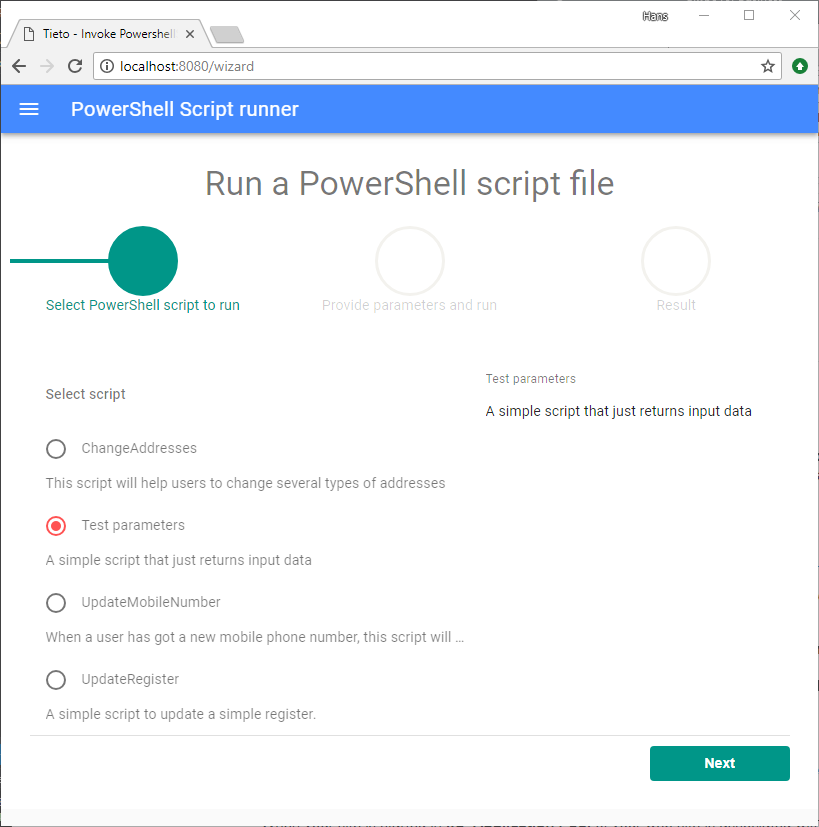 Hans
Tieto - Invoke Powershell
localhost:8080/wizard
PowerShell Script runner
Run a PowerShell script file
Select PowerShell script to run
Provide parameters and run
Result
Select script
Test parameters
A simple script that just returns input data
ChangeAddresses
This script will help users to change several types of addresses
Test parameters
A simple script that just returns input data
UpdateMobileNumber
When a user has got a new mobile phone number, this script will ...
UpdateRegister
A simple script to update a simple register.
Next